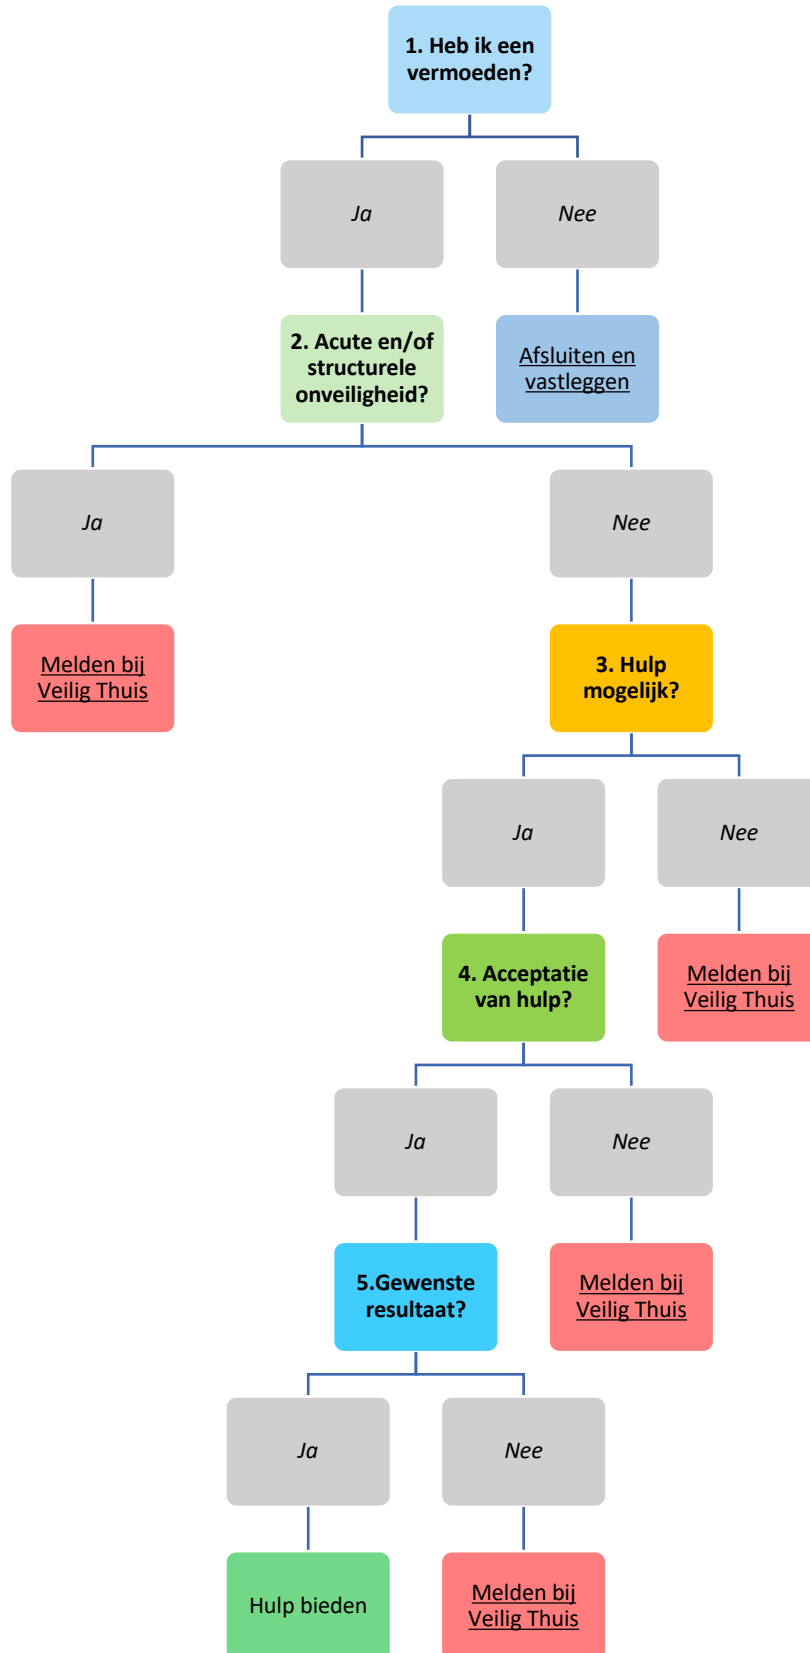 1. Heb ik een
vermoeden?
Ja
Nee
2. Acute en/of
structurele
onveiligheid?
Afsluiten en
vastleggen
Ja
Nee
Melden bij
Veilig Thuis
3. Hulp
mogelijk?
Ja
Nee
4. Acceptatie
van hulp?
Melden bij
Veilig Thuis
Ja
Nee
5.Gewenste
resultaat?
Melden bij
Veilig Thuis
Ja
Nee
Hulp bieden
Melden bij
Veilig Thuis